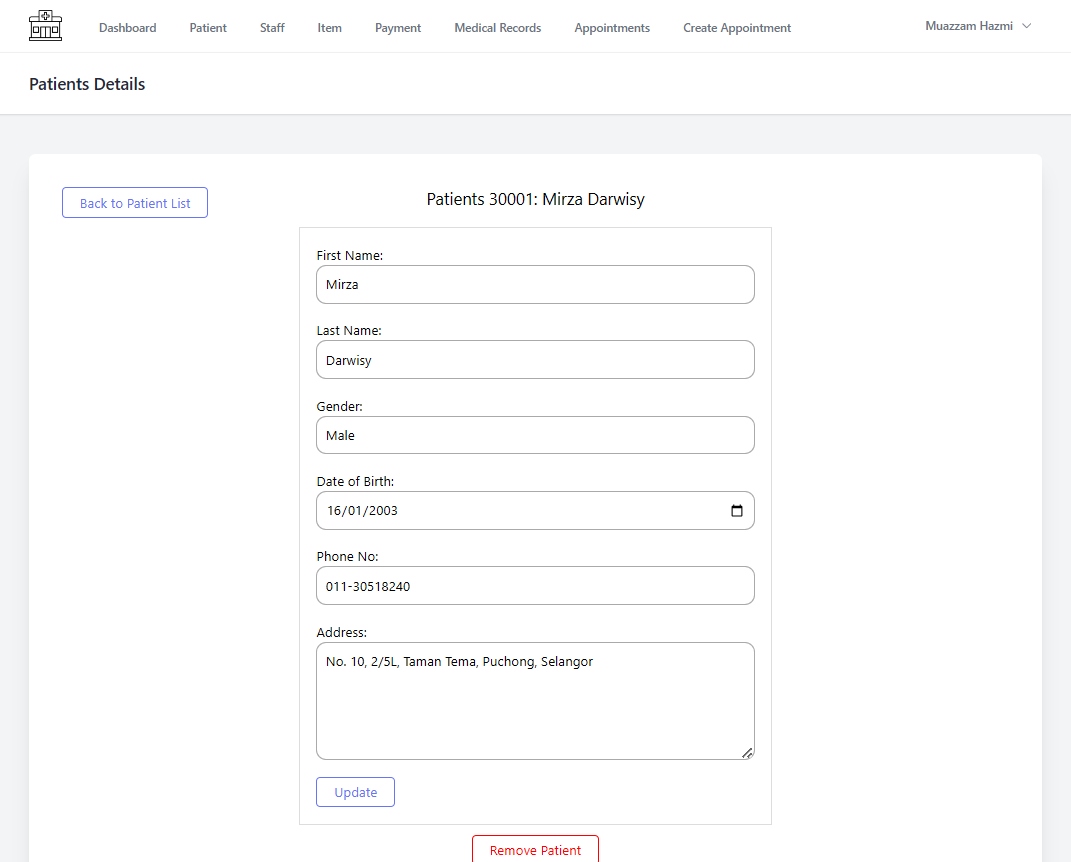 Dashboard Patient Staff Item Payment Medical Records Appointments Create Appointment Muazzam Hazmi
Patients Details
Back to Patient List
Patients 30001: Mirza Darwisy
First Name:
Mirza
Last Name:
Darwisy
Gender:
Male
Date of Birth:
16/01/2003
Phone No:
011-30518240
Address:
No. 10, 2/5L, Taman Tema, Puchong, Selangor
Update
Remove Patient